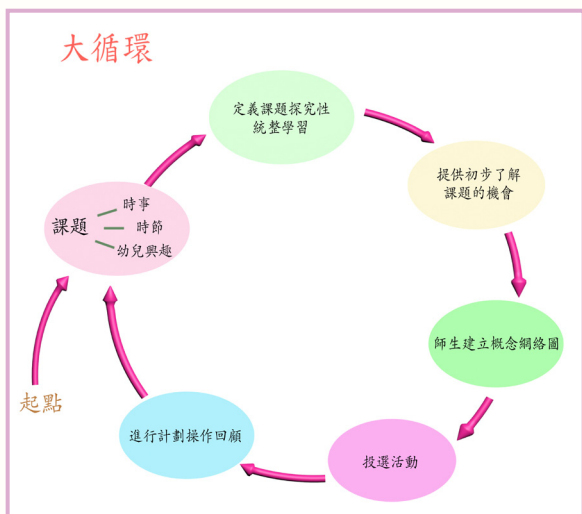 大循環
定義課題探究性
統整學習
提供初步了解
課題的機會
課題
時事
時節
幼兒興趣
師生建立概念網絡圖
起點
進行計劃操作回顧
投選活動